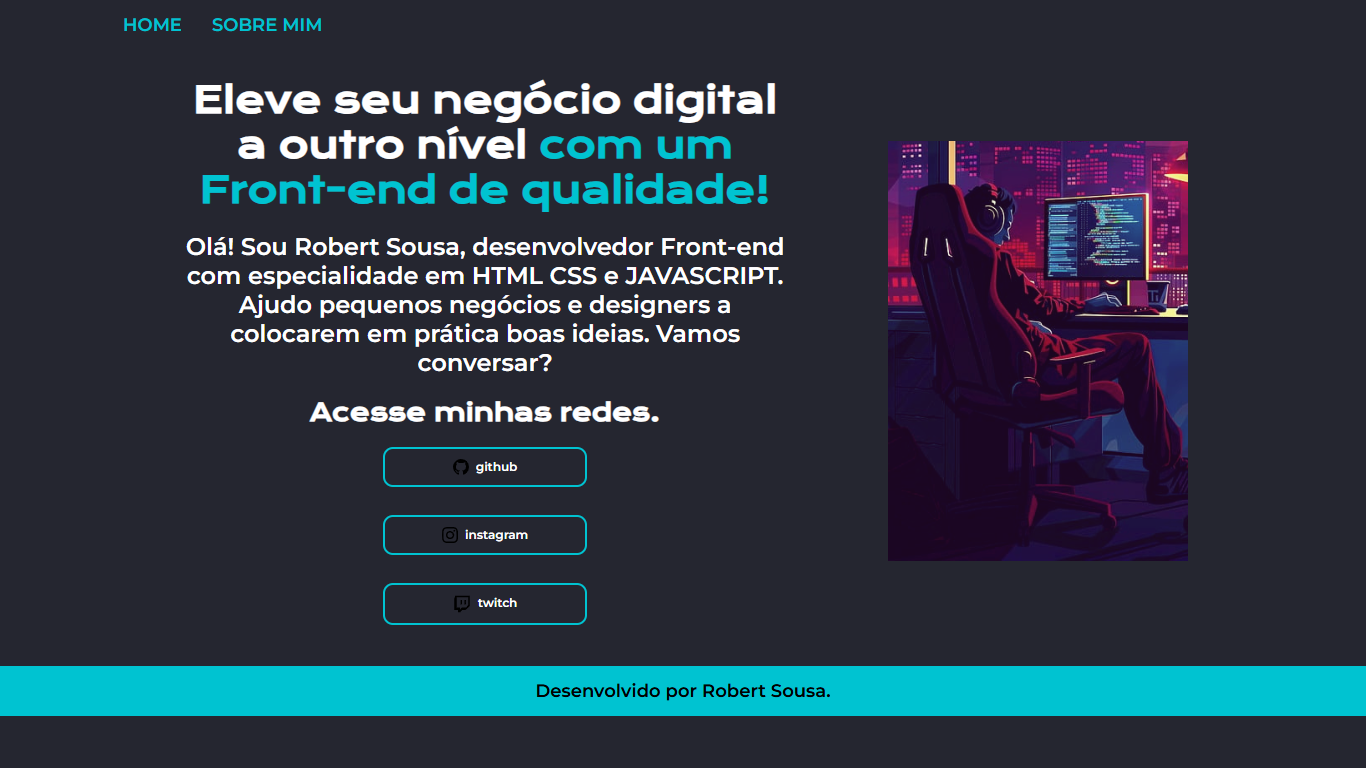 HOME SOBRE MIM
Eleve seu negócio digital
a outro nível com um
Front-end de qualidade!
Olá! Sou Robert Sousa, desenvolvedor Front-end
com especialidade em HTML CSS e JAVASCRIPT.
Ajudo pequenos negócios e designers a
colocarem em prática boas ideias. Vamos
conversar?
Acesse minhas redes.
github
instagram
twitch
Desenvolvido por Robert Sousa.